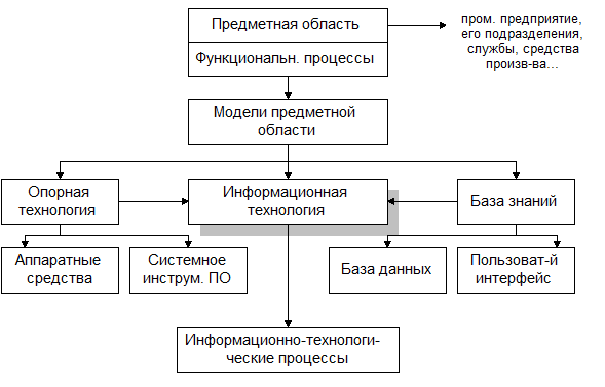 Предметная область
Функциональн. процессы
пром. предприятие,
его подразделения,
службы, средства
произв-ва...
Модели предметной
области
Опорная
технология
Информационная
технология
База знаний
Аппаратные
средства
Системное
инструм. ПО
База данных
Пользоват-й
интерфейс
Информационно-технологи-
ческие процессы